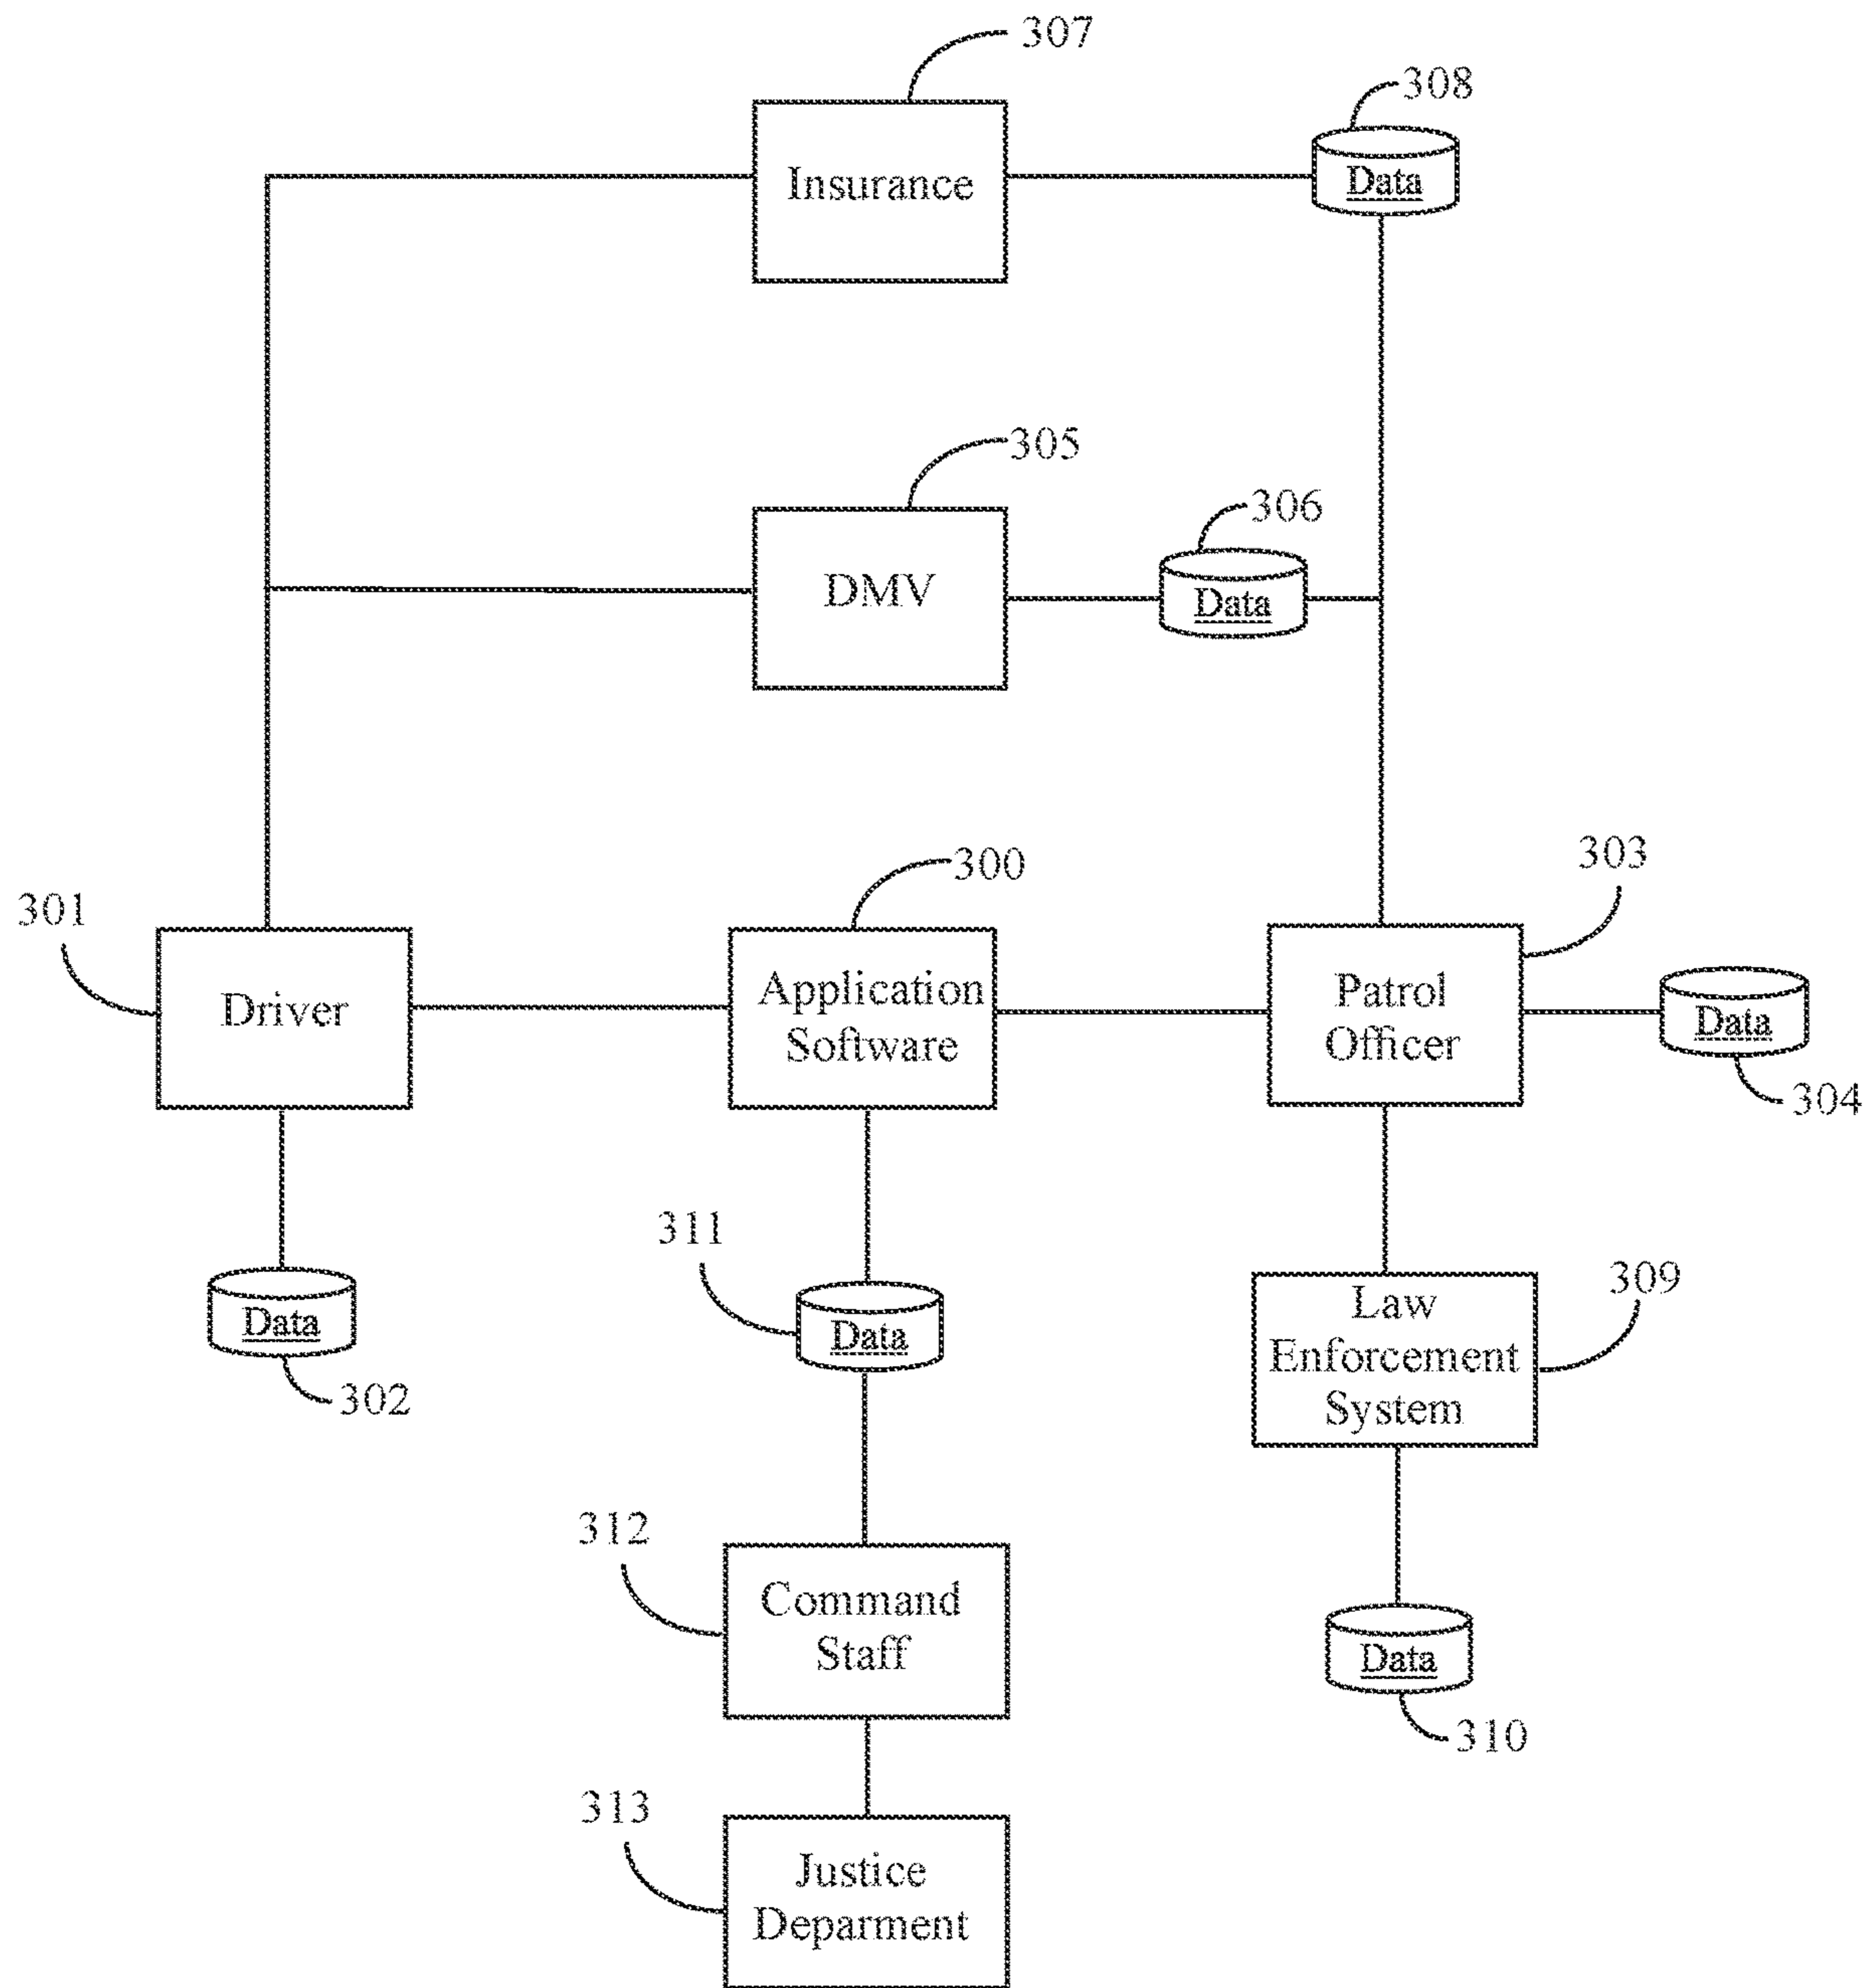 307
308
Insurance
Data
305
306
DMV
Data
300
303
301
Driver
Application
Software
Patrol
Officer
Data
304
311
309
Data
302
Data
Law
Enforcement
System
312
Command
Staff
Data
310
313
Justice
Deparment